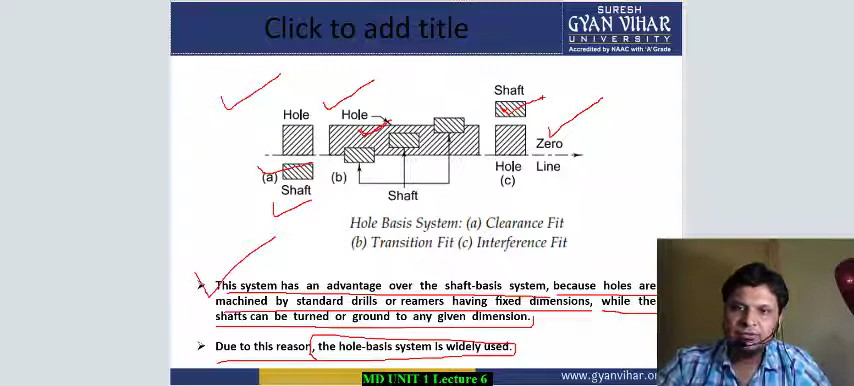 Click to add title
SURESH
GYAN VIHAR
UNIVERSITY
Accredited by NAAC with 'A' Grade
Shaft
Hole
Hole
Zero
(a)
(b)
Hole
Line
Shaft
Shaft
(c)
Hole Basis System: (a) Clearance Fit
(b) Transition Fit (c) Interference Fit
➢ This system has an advantage over the shaft-basis system, because holes are
machined by standard drills or reamers having fixed dimensions, while the
shafts can be turned or ground to any given dimension.
➢ Due to this reason, the hole-basis system is widely used.
MD UNIT 1 Lecture 6
www.gyanvihar.or